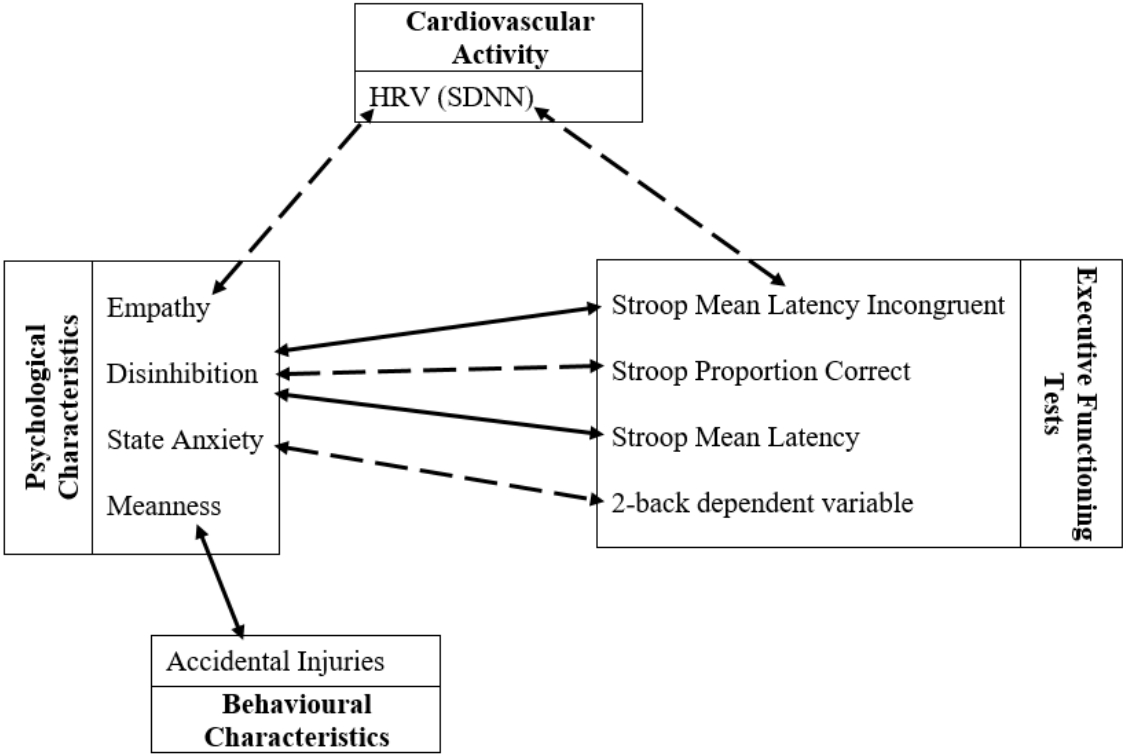 Cardiovascular
Activity
HRV (SDNN)
Psychological
Characteristics
Empathy
Disinhibition
State Anxiety
Meanness
Stroop Mean Latency Incongruent
Stroop Proportion Correct
Stroop Mean Latency
2-back dependent variable
Executive Functioning
Tests
Accidental Injuries
Behavioural
Characteristics